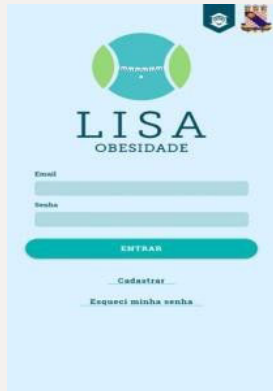 LISA
OBESIDADE
Email
Senha
ENTRAR
Cadastrar
Esqueci minha senha